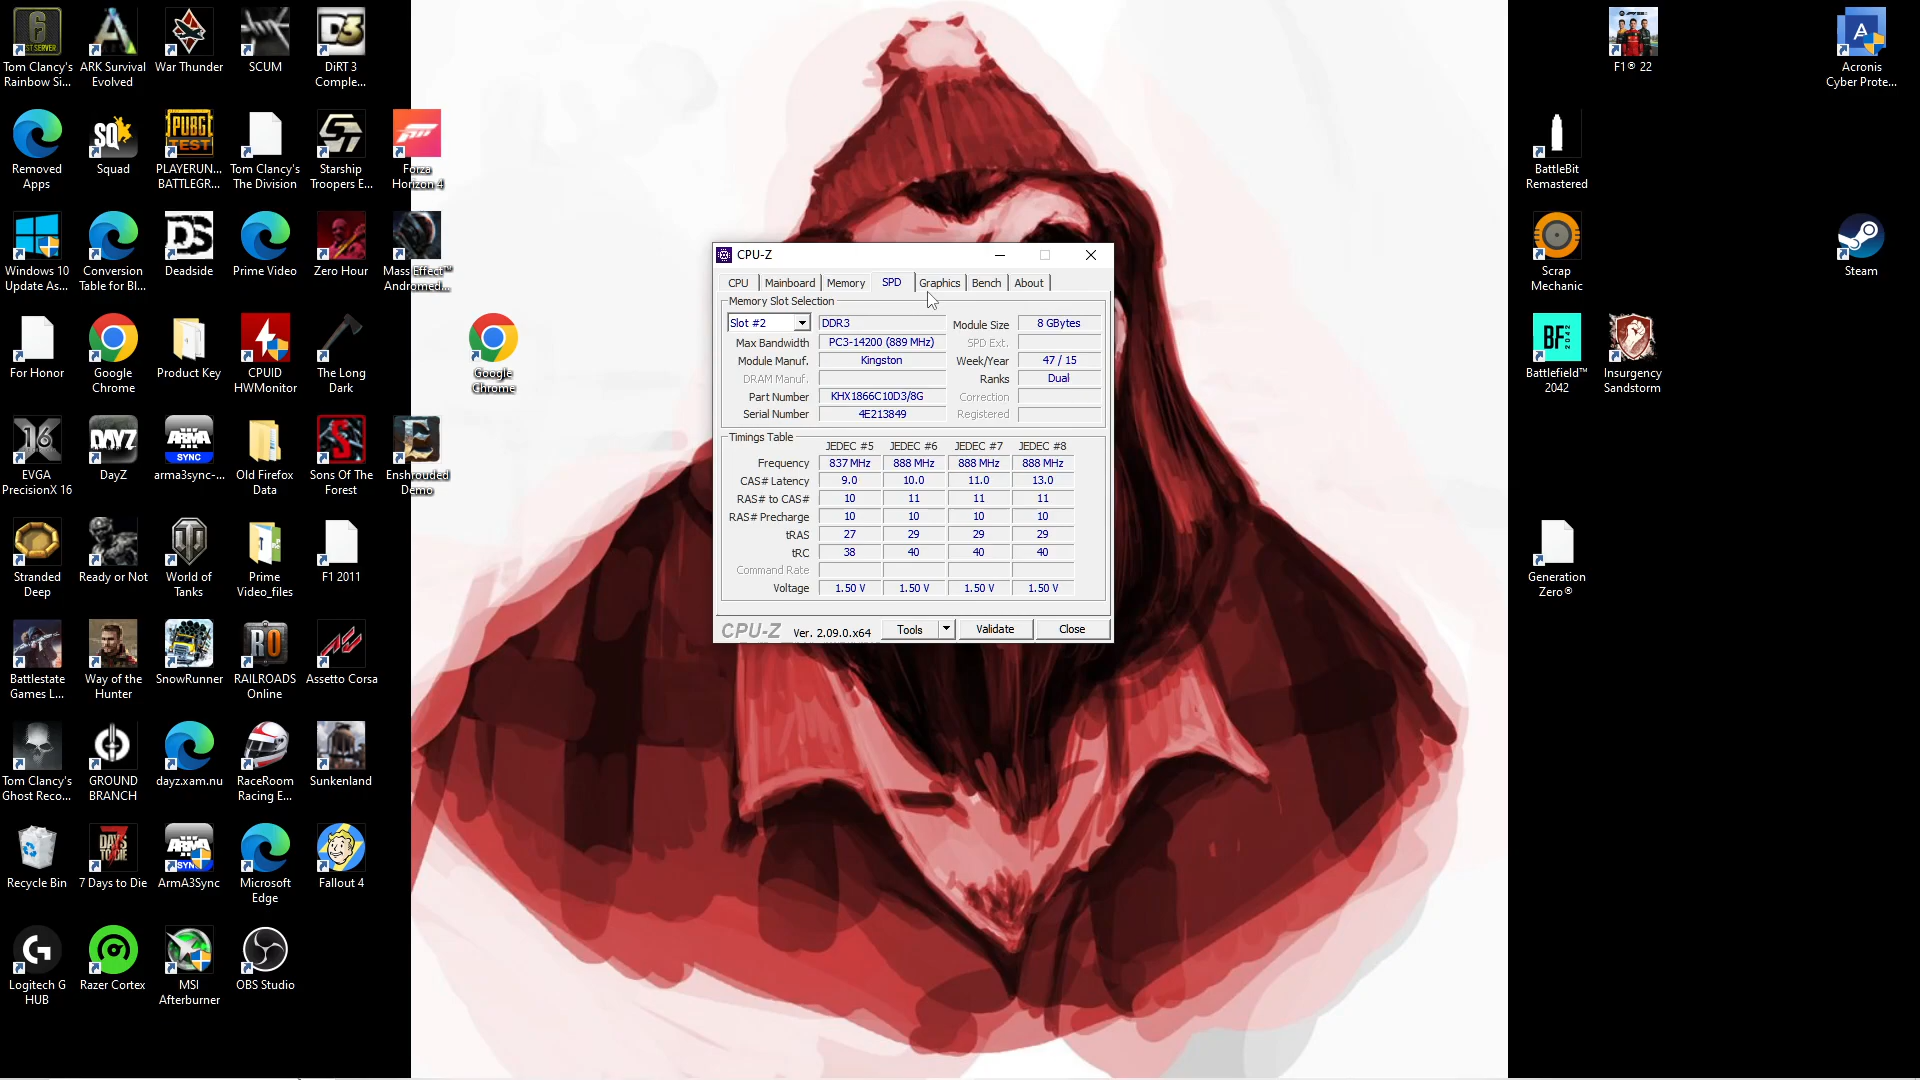 Tom Clancy's
Rainbow Si...
ARK Survival
Evolved
War Thunder
SCUM
DiRT 3
Comple...
Removed
Apps
Squad
PLAYERUN...
BATTLEGR...
Tom Clancy's
The Division
Starship
Troopers E...
Forza
Horizon 4
Windows 10
Update As...
Conversion
Table for Bl...
Deadside
Prime Video
Zero Hour
Mass Effect™
Andromed...
For Honor
Google
Chrome
Product Key
CPUID
HWMonitor
The Long
Dark
Google
Chrome
EVGA
PrecisionX 16
DayZ
arma3sync-...
Old Firefox
Data
Sons Of The
Forest
Enshrouded
Demo
Stranded
Deep
Ready or Not
World of
Tanks
Prime
Video_files
F1 2011
Battlestate
Games L...
Way of the
Hunter
SnowRunner
RAILROADS
Online
Assetto Corsa
Tom Clancy's
Ghost Reco...
GROUND
BRANCH
dayz.xam.nu
RaceRoom
Racing E...
Sunkenland
Recycle Bin
7 Days to Die
ArmA3Sync
Microsoft
Edge
Fallout 4
Logitech G
HUB
Razer Cortex
MSI
Afterburner
OBS Studio
CPU-Z
CPU Mainboard Memory SPD Graphics Bench About
Memory Slot Selection
Slot #2 DDR3 Module Size 8 GBytes
Max Bandwidth PC3-14200 (889 MHz) SPD Ext.
Module Manuf. Kingston Week/Year 47 / 15
DRAM Manuf. Ranks Dual
Part Number KHX1866C10D3/8G Correction
Serial Number 4E213849 Registered
Timings Table
JEDEC #5 JEDEC #6 JEDEC #7 JEDEC #8
Frequency 837 MHz 888 MHz 888 MHz 888 MHz
CAS# Latency 9.0 10.0 11.0 13.0
RAS# to CAS# 10 11 11 11
RAS# Precharge 10 10 10 10
tRAS 27 29 29 29
tRC 38 40 40 40
Command Rate
Voltage 1.50 V 1.50 V 1.50 V 1.50 V
CPU-Z Ver. 2.09.0.x64 Tools Validate Close
F1® 22
Acronis
Cyber Prote...
BattleBit
Remastered
Scrap
Mechanic
Steam
BF
2042
Battlefield™
2042
Insurgency
Sandstorm
Generation
Zero®